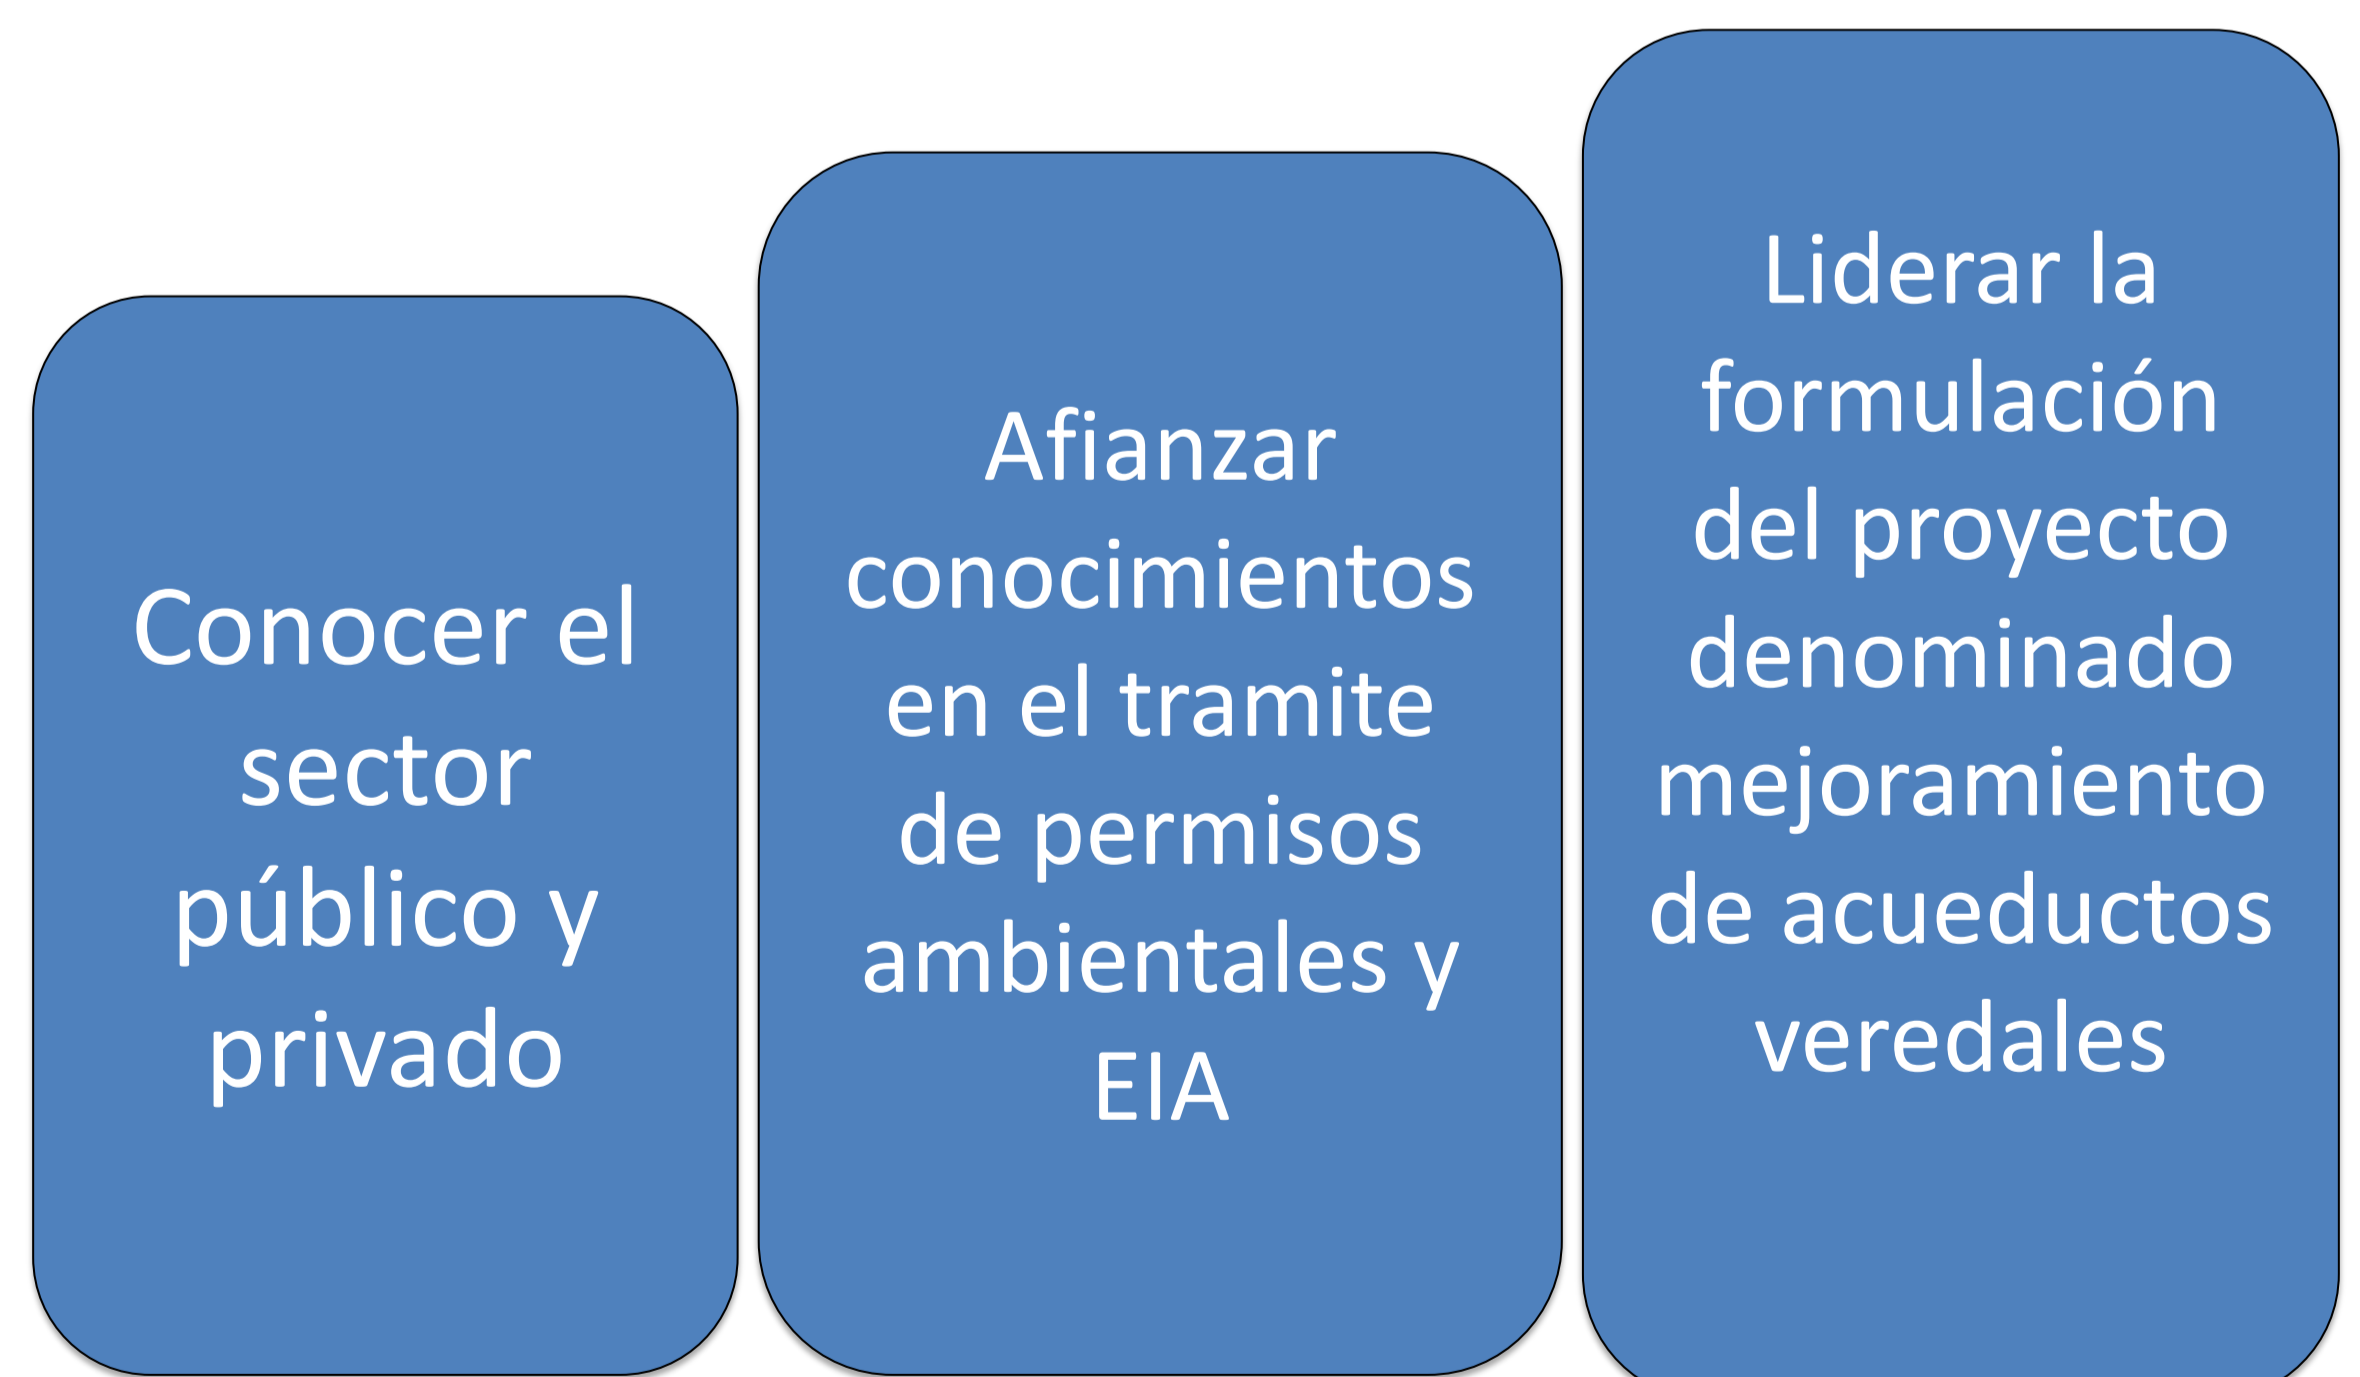 Conocer el
sector
público y
privado
Afianzar
conocimientos
en el tramite
de permisos
ambientales y
EIA
Liderar la
formulación
del proyecto
denominado
mejoramiento
de acueductos
veredales